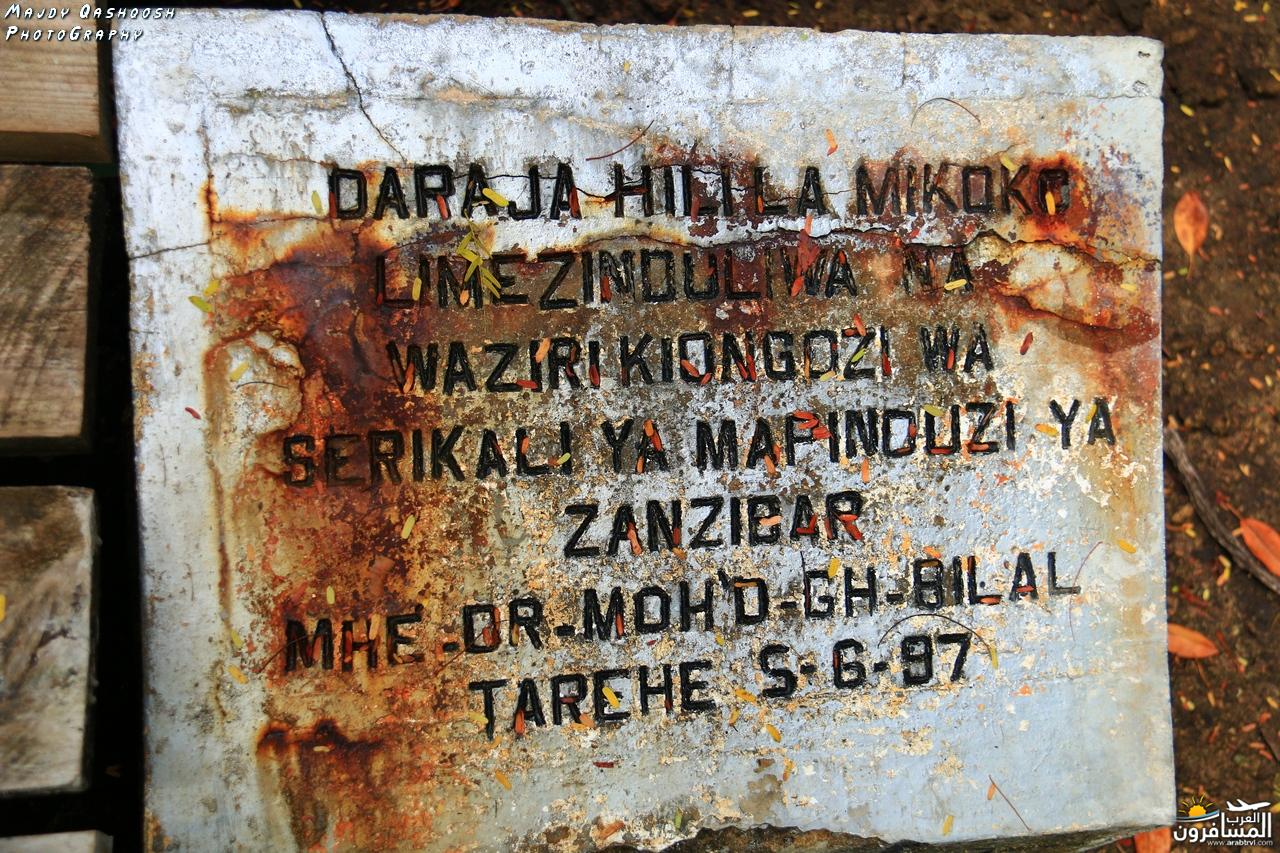 MAJDY QASHOOSH
PHOTOGRAPHY
DARAJA HILI LA MIKOKO
LIMEZINDULIWA NA
WAZIRI KIONGOZI WA
SERIKALI YA MAPINDUZI YA
ZANZIBAR
MHE-DR-MOH'D-GH-BILAL
TAREHE 5-6-97
العرب
المسافرون
www.arabtrvl.com